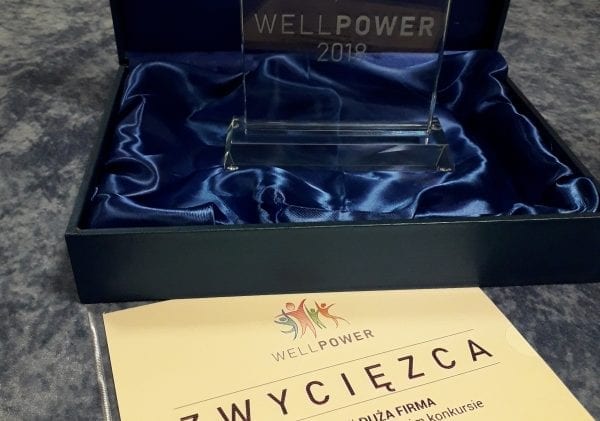 WELLPOWER
2018
WELLPOWER
ZWYCIĘZCA
DUŻA FIRMA
konkursie